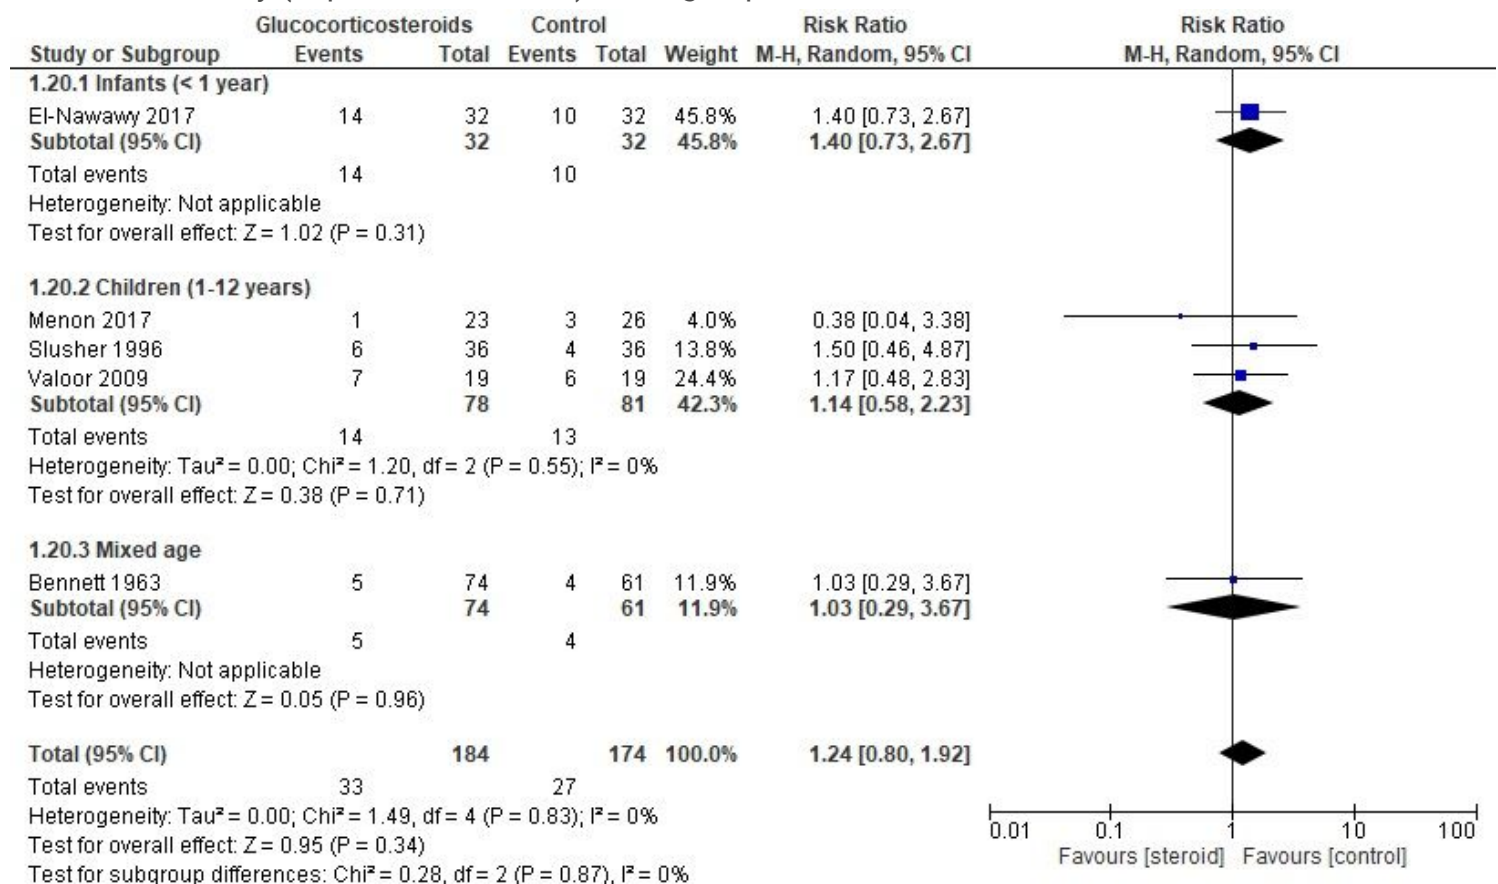 Glucocorticosteroids Control Risk Ratio Risk Ratio
Study or Subgroup Events Total Events Total Weight M-H, Random, 95% CI M-H, Random, 95% CI
1.20.1 Infants (< 1 year)
El-Nawawy 2017 14 32 10 32 45.8% 1.40 [0.73, 2.67]
Subtotal (95% CI) 32 32 45.8% 1.40 [0.73, 2.67]
Total events 14 10
Heterogeneity: Not applicable
Test for overall effect: Z = 1.02 (P = 0.31)
1.20.2 Children (1-12 years)
Menon 2017 1 23 3 26 4.0% 0.38 [0.04, 3.38]
Slusher 1996 6 36 4 36 13.8% 1.50 [0.46, 4.87]
Valoor 2009 7 19 6 19 24.4% 1.17 [0.48, 2.83]
Subtotal (95% CI) 78 81 42.3% 1.14 [0.58, 2.23]
Total events 14 13
Heterogeneity: Tau² = 0.00; Chi² = 1.20, df = 2 (P = 0.55); I² = 0%
Test for overall effect: Z = 0.38 (P = 0.71)
1.20.3 Mixed age
Bennett 1963 5 74 4 61 11.9% 1.03 [0.29, 3.67]
Subtotal (95% CI) 74 61 11.9% 1.03 [0.29, 3.67]
Total events 5 4
Heterogeneity: Not applicable
Test for overall effect: Z = 0.05 (P = 0.96)
Total (95% CI) 184 174 100.0% 1.24 [0.80, 1.92]
Total events 33 27
Heterogeneity: Tau² = 0.00; Chi² = 1.49, df = 4 (P = 0.83); I² = 0%
Test for overall effect: Z = 0.95 (P = 0.34)
Test for subgroup differences: Chi² = 0.28, df = 2 (P = 0.87), I² = 0%
0.01 0.1 1 10 100
Favours [steroid] Favours [control]